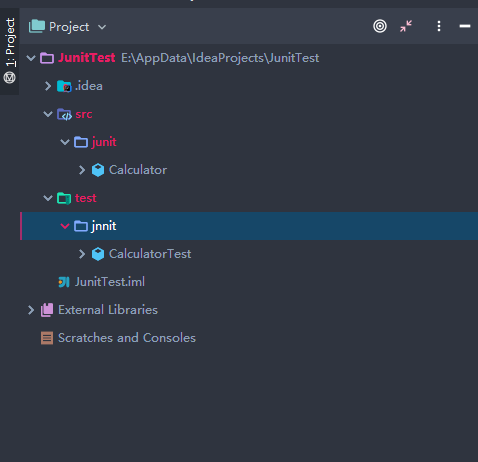 1: Project
Project
JunitTest E:\AppData\IdeaProjects\JunitTest
.idea
src
junit
Calculator
test
jnnit
CalculatorTest
JunitTest.iml
External Libraries
Scratches and Consoles